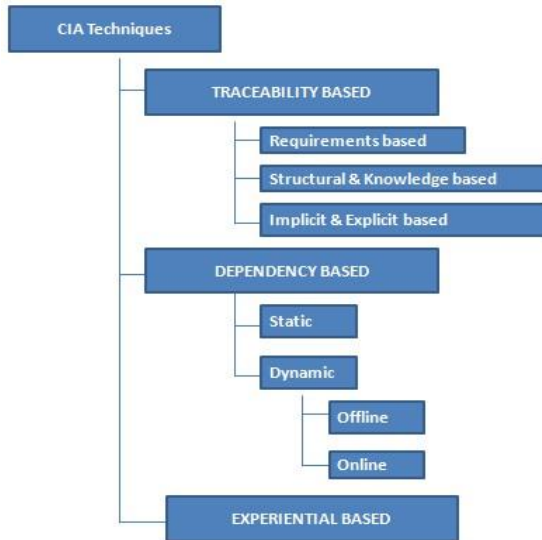 CIA Techniques
TRACEABILITY BASED
Requirements based
Structural & Knowledge based
Implicit & Explicit based
DEPENDENCY BASED
Static
Dynamic
Offline
Online
EXPERIENTIAL BASED